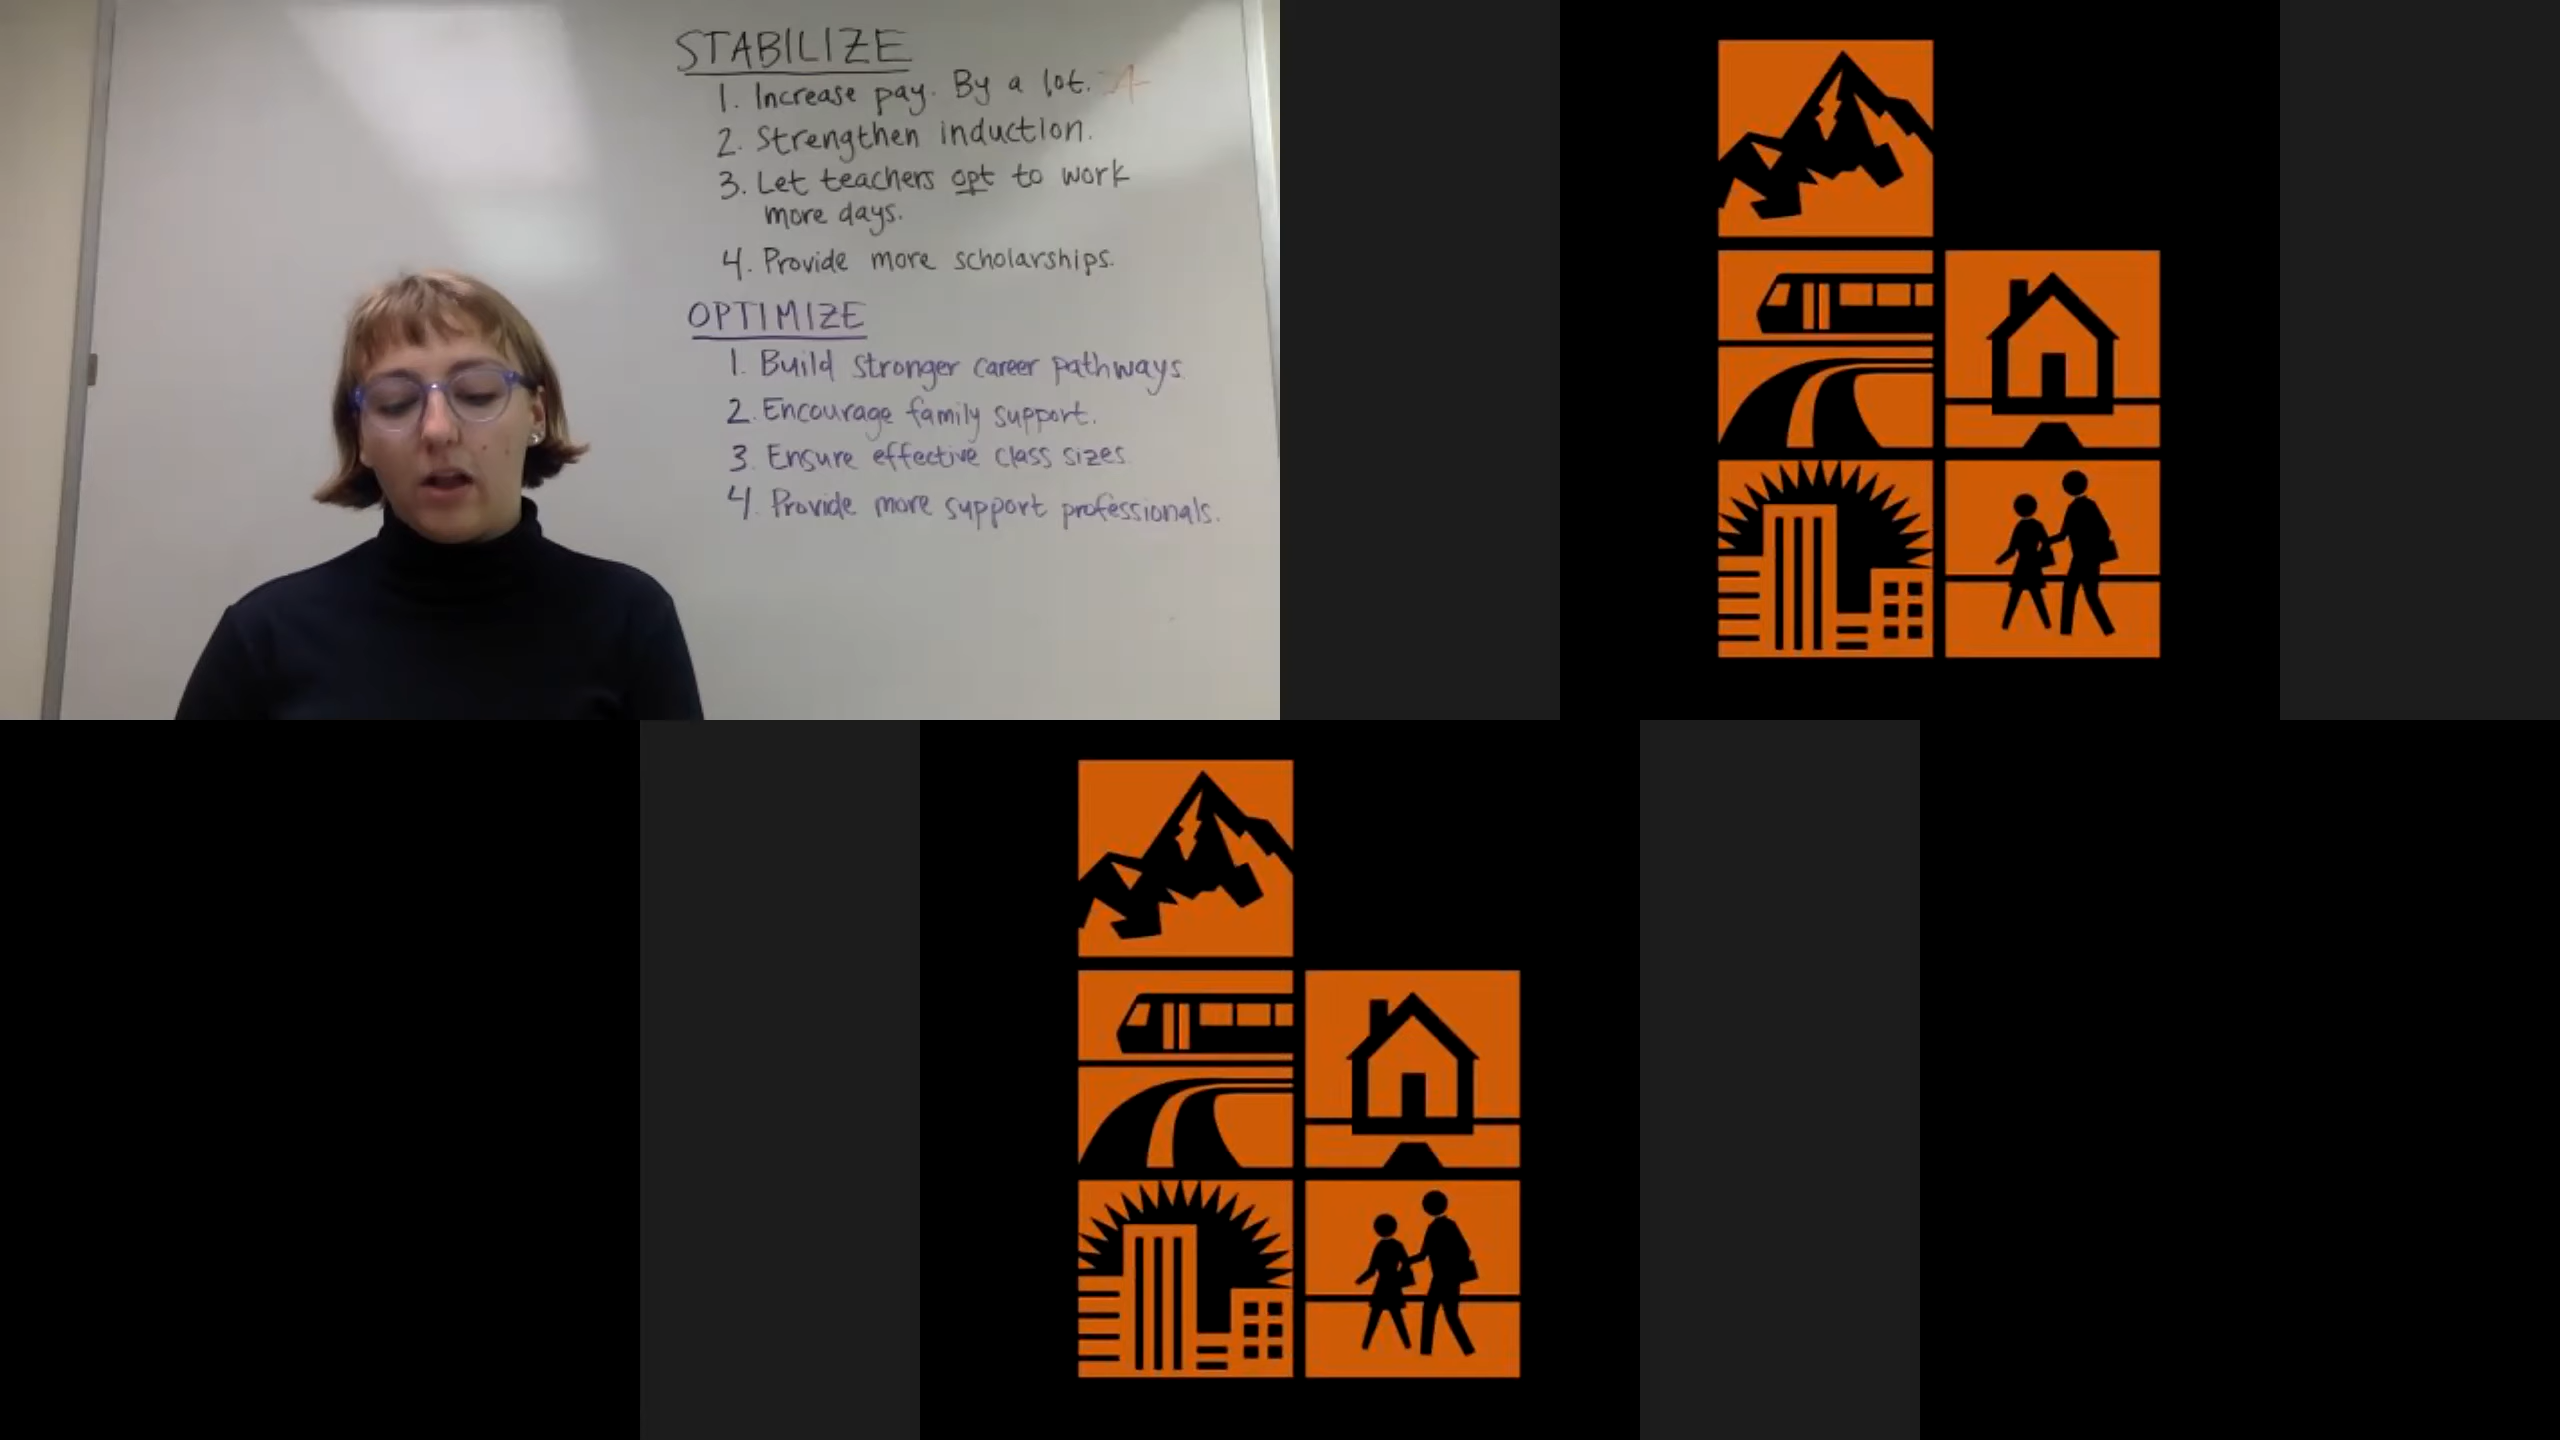 STABILIZE
1. Increase pay. By a lot.
2. Strengthen induction.
3. Let teachers opt to work
more days.
4. Provide more scholarships.
OPTIMIZE
1. Build stronger career pathways
2. Encourage family support.
3. Ensure effective class sizes
4. Provide more support professionals.